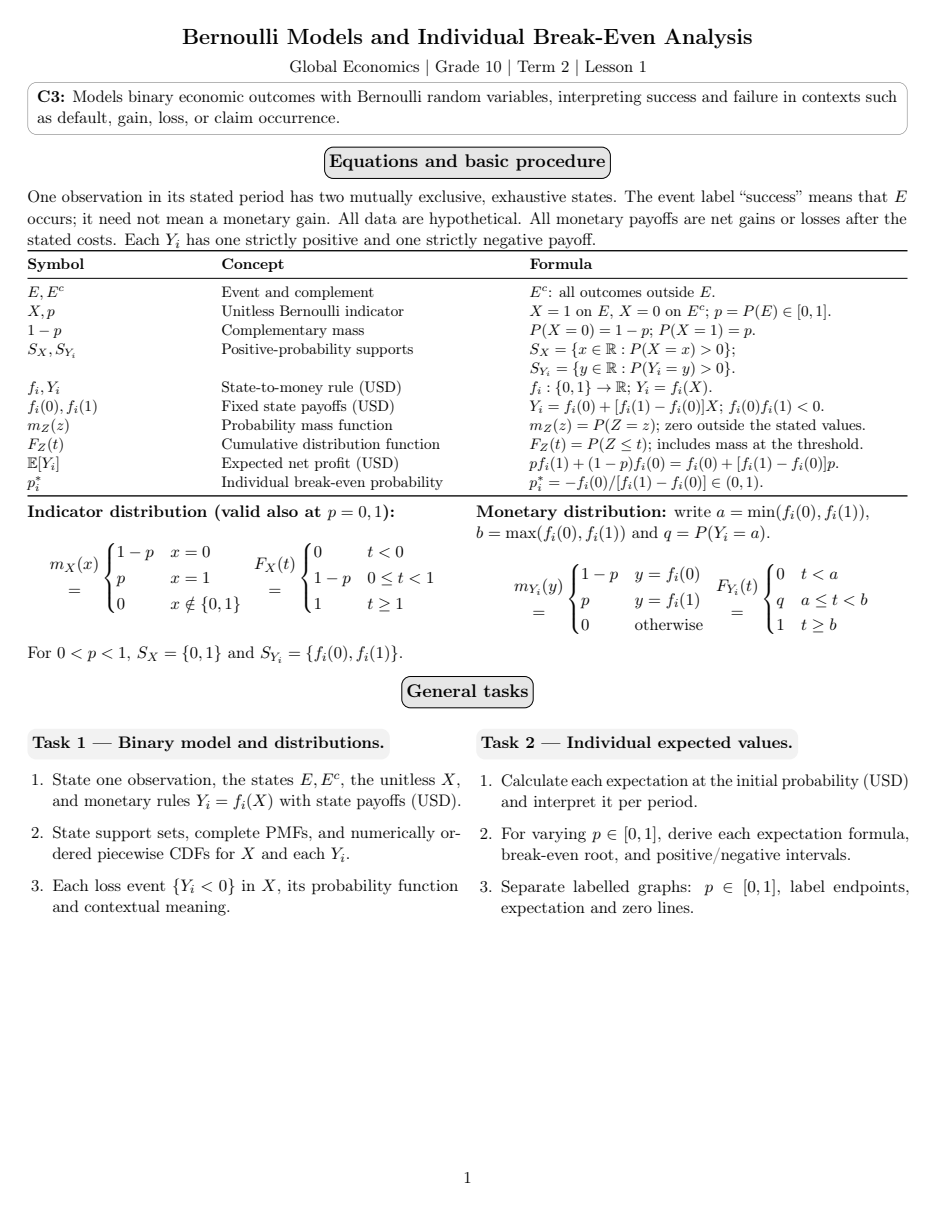 Bernoulli Models and Individual Break-Even Analysis
Global Economics | Grade 10 | Term 2 | Lesson 1
C3: Models binary economic outcomes with Bernoulli random variables, interpreting success and failure in contexts such
as default, gain, loss, or claim occurrence.
Equations and basic procedure
One observation in its stated period has two mutually exclusive, exhaustive states. The event label “success” means that E
occurs; it need not mean a monetary gain. All data are hypothetical. All monetary payoffs are net gains or losses after the
stated costs. Each Y_i has one strictly positive and one strictly negative payoff.
Symbol Concept Formula
E, E^c Event and complement E^c: all outcomes outside E.
X, p Unitless Bernoulli indicator X = 1 on E, X = 0 on E^c; p = P(E) ∈ [0, 1].
1 − p Complementary mass P(X = 0) = 1 − p; P(X = 1) = p.
S_X, S_{Y_i} Positive-probability supports S_X = {x ∈ ℝ : P(X = x) > 0};
S_{Y_i} = {y ∈ ℝ : P(Y_i = y) > 0}.
f_i, Y_i State-to-money rule (USD) f_i : {0, 1} → ℝ; Y_i = f_i(X).
f_i(0), f_i(1) Fixed state payoffs (USD) Y_i = f_i(0) + [f_i(1) − f_i(0)]X; f_i(0)f_i(1) < 0.
m_Z(z) Probability mass function m_Z(z) = P(Z = z); zero outside the stated values.
F_Z(t) Cumulative distribution function F_Z(t) = P(Z ≤ t); includes mass at the threshold.
𝔼[Y_i] Expected net profit (USD) pf_i(1) + (1 − p)f_i(0) = f_i(0) + [f_i(1) − f_i(0)]p.
p_i^* Individual break-even probability p_i^* = −f_i(0)/[f_i(1) − f_i(0)] ∈ (0, 1).
Indicator distribution (valid also at p = 0, 1):
m_X(x) = { 1 − p x = 0 F_X(t) = { 0 t < 0
p x = 1 1 − p 0 ≤ t < 1
0 x ∉ {0, 1} 1 t ≥ 1
For 0 < p < 1, S_X = {0, 1} and S_{Y_i} = {f_i(0), f_i(1)}.
Monetary distribution: write a = min(f_i(0), f_i(1)),
b = max(f_i(0), f_i(1)) and q = P(Y_i = a).
m_{Y_i}(y) = { 1 − p y = f_i(0) F_{Y_i}(t) = { 0 t < a
p y = f_i(1) q a ≤ t < b
0 otherwise 1 t ≥ b
General tasks
Task 1 — Binary model and distributions.
1. State one observation, the states E, E^c, the unitless X,
and monetary rules Y_i = f_i(X) with state payoffs (USD).
2. State support sets, complete PMFs, and numerically or-
dered piecewise CDFs for X and each Y_i.
3. Each loss event {Y_i < 0} in X, its probability function
and contextual meaning.
Task 2 — Individual expected values.
1. Calculate each expectation at the initial probability (USD)
and interpret it per period.
2. For varying p ∈ [0, 1], derive each expectation formula,
break-even root, and positive/negative intervals.
3. Separate labelled graphs: p ∈ [0, 1], label endpoints,
expectation and zero lines.
1